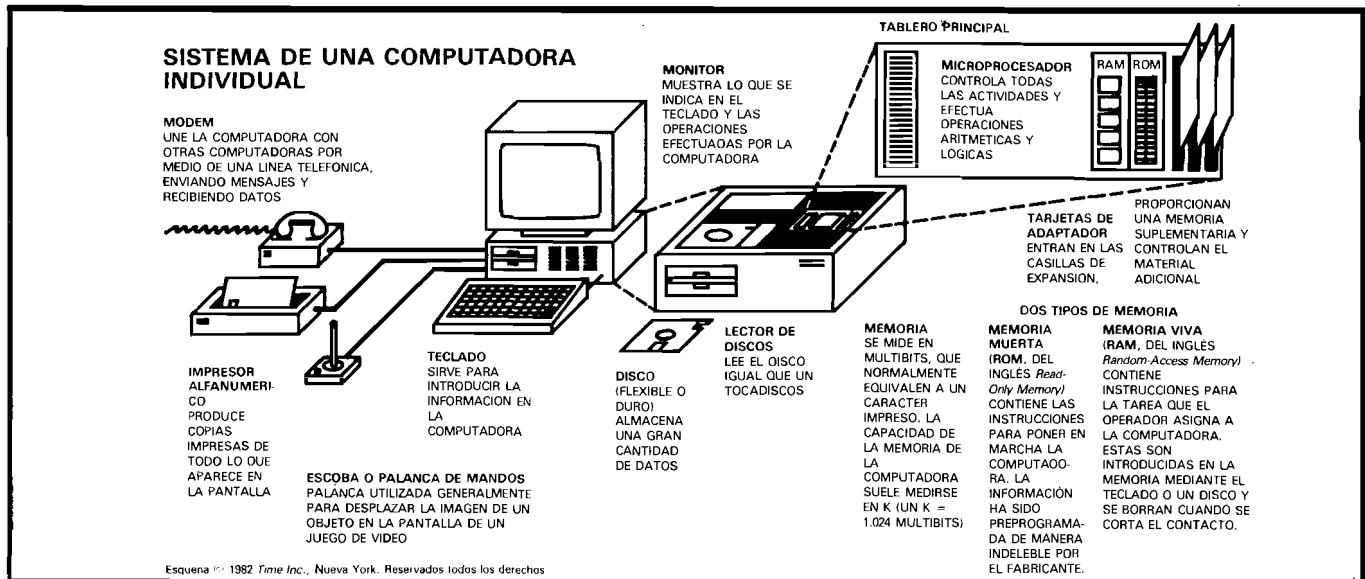 SISTEMA DE UNA COMPUTADORA
INDIVIDUAL
MODEM
UNE LA COMPUTADORA CON
OTRAS COMPUTADORAS POR
MEDIO DE UNA LINEA TELEFONICA,
ENVIANDO MENSAJES Y
RECIBIENDO DATOS
MONITOR
MUESTRA LO QUE SE
INDICA EN EL
TECLADO Y LAS
OPERACIONES
EFECTUAOAS POR LA
COMPUTADORA
TABLERO PRINCIPAL
MICROPROCESADOR
CONTROLA TODAS
LAS ACTIVIDADES Y
EFECTUA
OPERACIONES
ARITMETICAS Y
LOGICAS
RAM
ROM
TARJETAS DE
ADAPTADOR
ENTRAN EN LAS
CASILLAS DE
EXPANSION,
PROPORCIONAN
UNA MEMORIA
SUPLEMENTARIA Y
CONTROLAN EL
MATERIAL
ADICIONAL
IMPRESOR
ALFANUMERI-
CO
PRODUCE
COPIAS
IMPRESAS DE
TODO LO QUE
APARECE EN
LA PANTALLA
ESCOBA O PALANCA DE MANDOS
PALANCA UTILIZADA GENERALMENTE
PARA DESPLAZAR LA IMAGEN DE UN
OBJETO EN LA PANTALLA DE UN
JUEGO DE VIDEO
TECLADO
SIRVE PARA
INTRODUCIR LA
INFORMACION EN
LA
COMPUTADORA
DISCO
(FLEXIBLE O
DURO)
ALMACENA
UNA GRAN
CANTIDAD
DE DATOS
LECTOR DE
DISCOS
LEE EL OISCO
IGUAL QUE UN
TOCADISCOS
DOS TIPOS DE MEMORIA
MEMORIA
SE MIDE EN
MULTIBITS, QUE
NORMALMENTE
EQUIVALEN A UN
CARACTER
IMPRESO. LA
CAPACIDAD DE
LA MEMORIA DE
LA
COMPUTADORA
SUELE MEDIRSE
EN K (UN K =
1.024 MULTIBITS)
MEMORIA
MUERTA
(ROM, DEL
INGLÉS Read-
Only Memory)
CONTIENE LAS
INSTRUCCIONES
PARA PONER EN
MARCHA LA
COMPUTAOO-
RA. LA
INFORMACIÓN
HA SIDO
PREPROGRAMA-
DA DE MANERA
INDELEBLE POR
EL FABRICANTE.
MEMORIA VIVA
(RAM, DEL INGLÉS
Random-Access Memory)
CONTIENE
INSTRUCCIONES PARA
LA TAREA QUE EL
OPERADOR ASIGNA A
LA COMPUTADORA.
ESTAS SON
INTRODUCIDAS EN LA
MEMORIA MEDIANTE EL
TECLADO O UN DISCO Y
SE BORRAN CUANDO SE
CORTA EL CONTACTO.
Esquena © 1982 Time Inc., Nueva York. Reservados todos los derechos